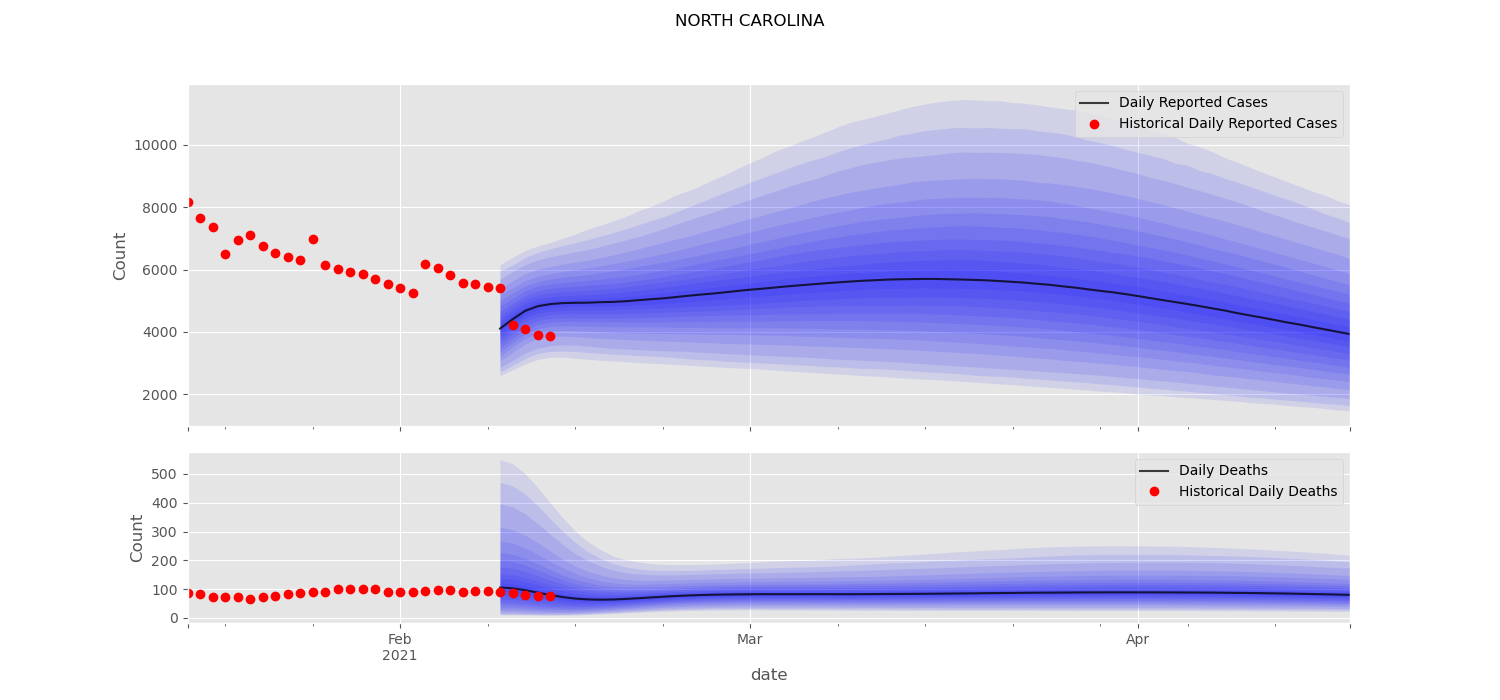 NORTH CAROLINA
Daily Reported Cases
Historical Daily Reported Cases
Count
10000
8000
6000
4000
2000
Daily Deaths
Historical Daily Deaths
Count
500
400
300
200
100
0
Feb
2021
Mar
Apr
date